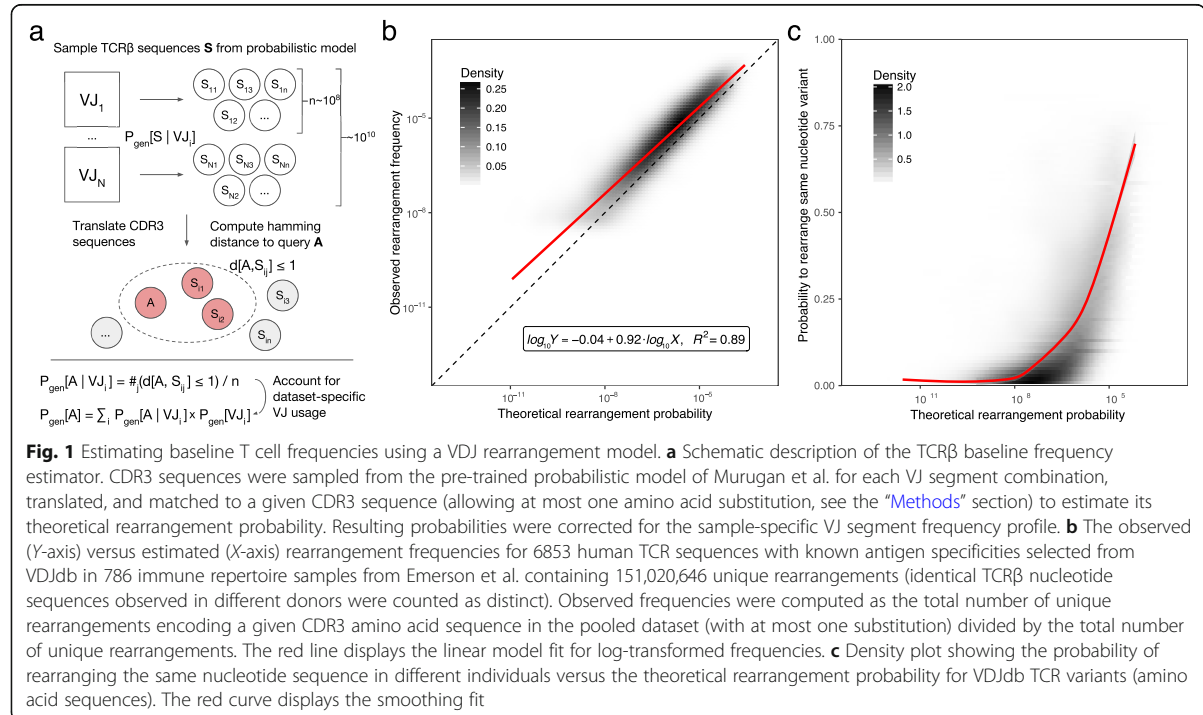 a
Sample TCRβ sequences S from probabilistic model
VJ1
S11 S13 S1n
S12 ...
n~10^8
...
Pgen[S | VJi]
~10^10
VJN
SN1 SN3 SNn
SN2 ...
Translate CDR3
sequences
Compute hamming
distance to query A
d[A,Sij] ≤ 1
A
Si1
Si2
Si3
...
Sin
Pgen[A | VJi] = #j(d[A, Sij] ≤ 1) / n
Pgen[A] = ∑i Pgen[A | VJi] x Pgen[VJi]
Account for
dataset-specific
VJ usage
b
Density
0.25
0.20
0.15
0.10
0.05
Observed rearrangement frequency
10^-5
10^-8
10^-11
log10Y = −0.04 + 0.92 · log10X, R^2 = 0.89
10^-11 10^-8 10^-5
Theoretical rearrangement probability
c
Density
2.0
1.5
1.0
0.5
Probability to rearrange same nucleotide variant
1.00
0.75
0.50
0.25
0.00
10^11 10^8 10^5
Theoretical rearrangement probability
Fig. 1 Estimating baseline T cell frequencies using a VDJ rearrangement model. a Schematic description of the TCRβ baseline frequency
estimator. CDR3 sequences were sampled from the pre-trained probabilistic model of Murugan et al. for each VJ segment combination,
translated, and matched to a given CDR3 sequence (allowing at most one amino acid substitution, see the “Methods” section) to estimate its
theoretical rearrangement probability. Resulting probabilities were corrected for the sample-specific VJ segment frequency profile. b The observed
(Y-axis) versus estimated (X-axis) rearrangement frequencies for 6853 human TCR sequences with known antigen specificities selected from
VDJdb in 786 immune repertoire samples from Emerson et al. containing 151,020,646 unique rearrangements (identical TCRβ nucleotide
sequences observed in different donors were counted as distinct). Observed frequencies were computed as the total number of unique
rearrangements encoding a given CDR3 amino acid sequence in the pooled dataset (with at most one substitution) divided by the total number
of unique rearrangements. The red line displays the linear model fit for log-transformed frequencies. c Density plot showing the probability of
rearranging the same nucleotide sequence in different individuals versus the theoretical rearrangement probability for VDJdb TCR variants (amino
acid sequences). The red curve displays the smoothing fit